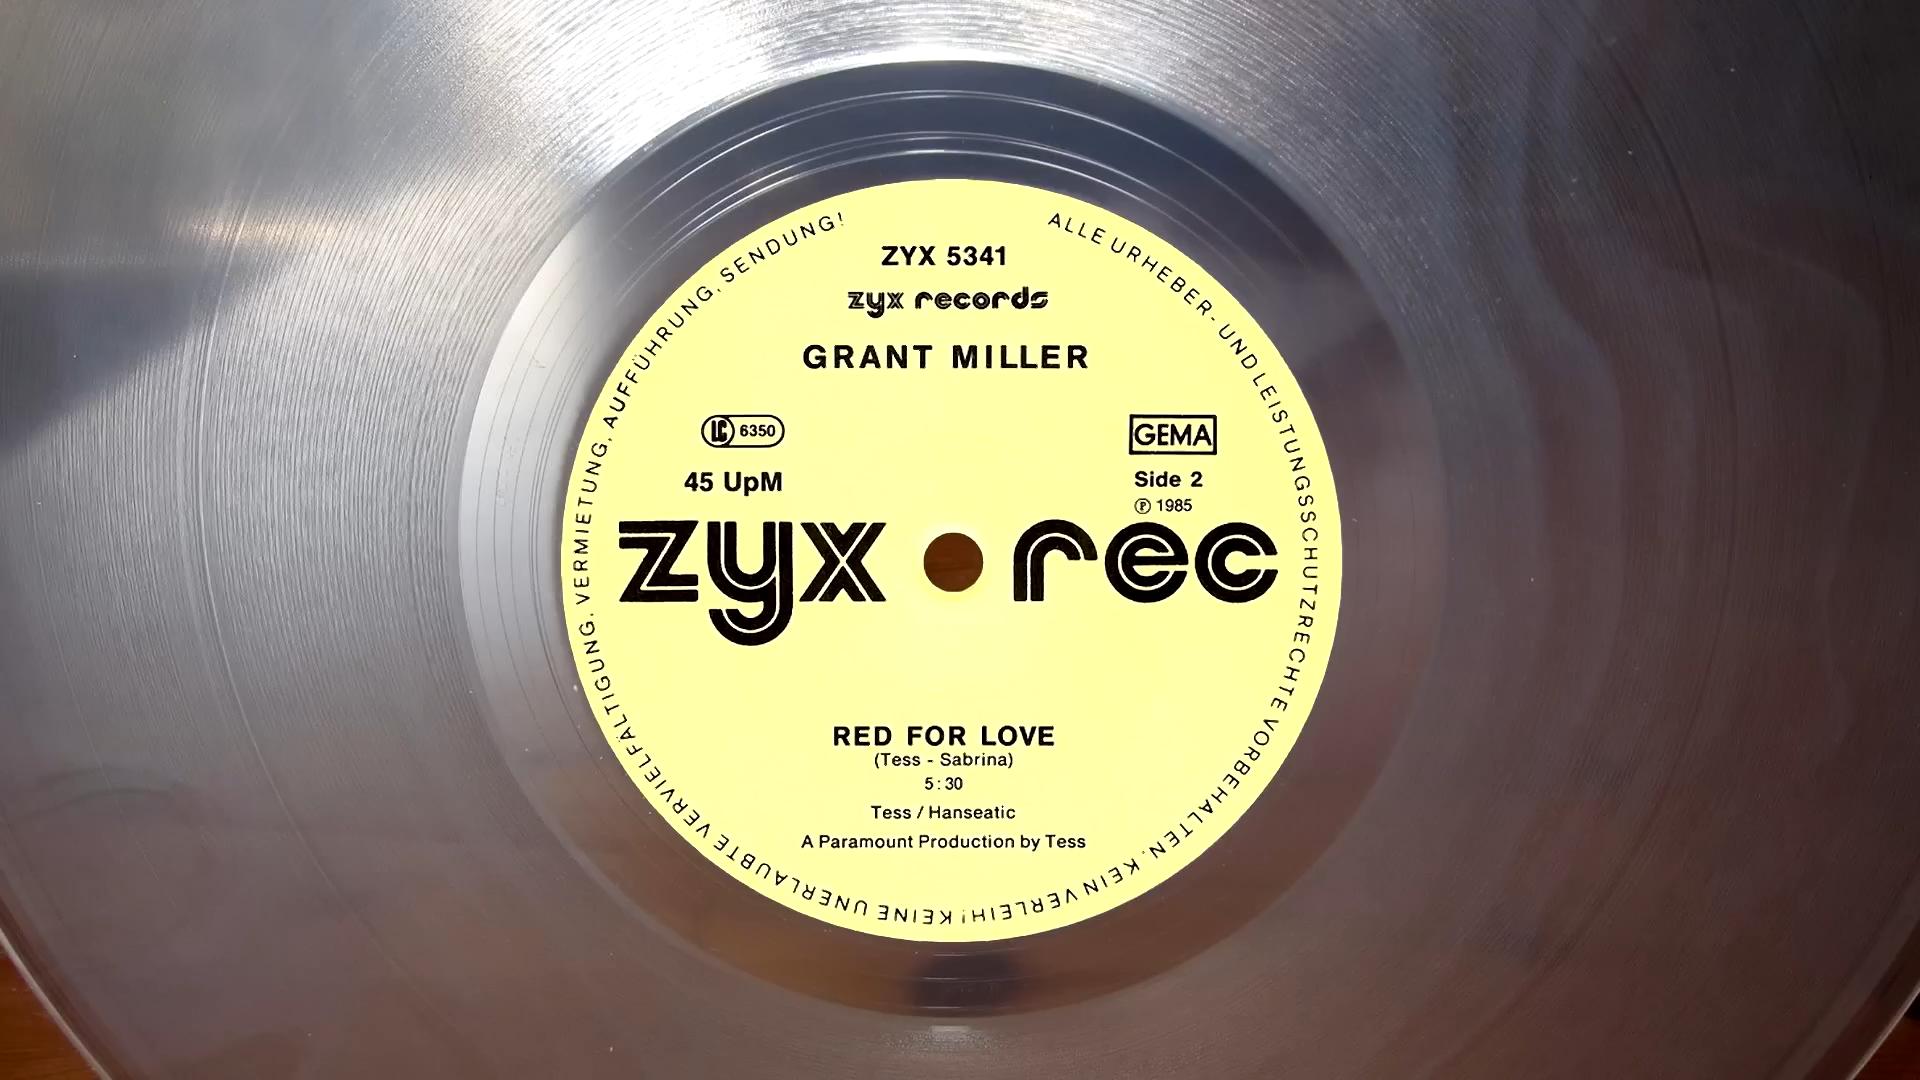 ALLE URHEBER- UND LEISTUNGSSCHUTZRECHTE VORBEHALTEN. KEIN VERLEIH! KEINE UNERLAUBTE VERVIELFÄLTIGUNG. VERMIETUNG, AUFFÜHRUNG, SENDUNG!
ZYX 5341
zyx records
GRANT MILLER
LC 6350
GEMA
45 UpM
Side 2
℗ 1985
zyx rec
RED FOR LOVE
(Tess - Sabrina)
5:30
Tess / Hanseatic
A Paramount Production by Tess